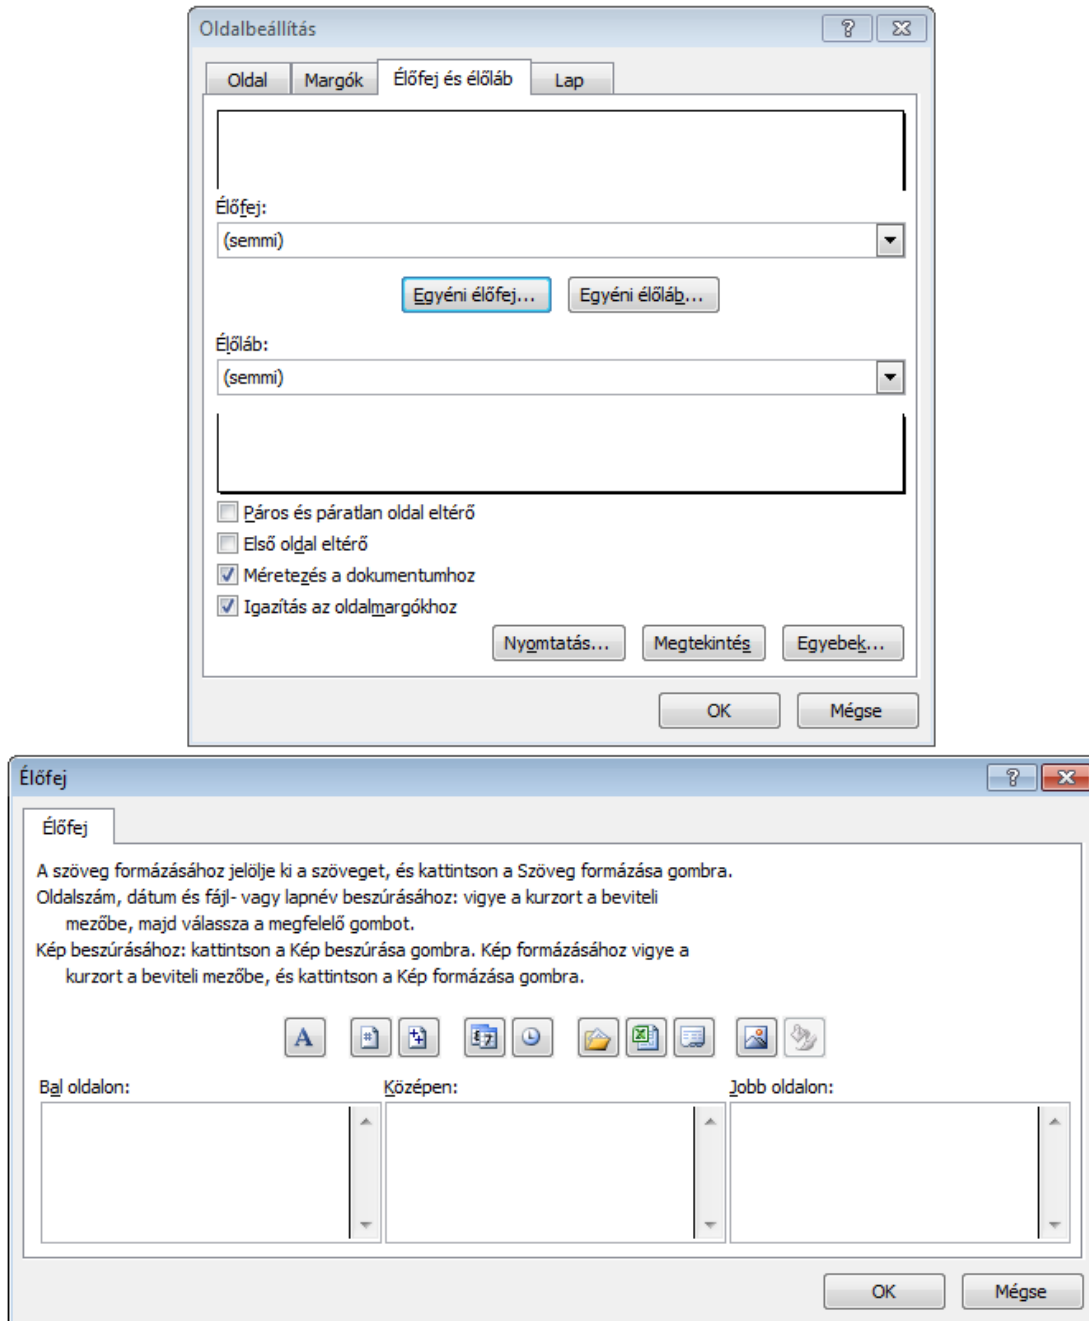 Oldalbeállítás
Oldal Margók Élőfej és élőláb Lap
Élőfej:
(semmi)
Egyéni élőfej... Egyéni élőláb...
Élőláb:
(semmi)
Páros és páratlan oldal eltérő
Első oldal eltérő
Méretezés a dokumentumhoz
Igazítás az oldalmargókhoz
Nyomtatás... Megtekintés Egyebek...
OK Mégse
Élőfej
Élőfej
A szöveg formázásához jelölje ki a szöveget, és kattintson a Szöveg formázása gombra.
Oldalszám, dátum és fájl- vagy lapnév beszúrásához: vigye a kurzort a beviteli
mezőbe, majd válassza a megfelelő gombot.
Kép beszúrásához: kattintson a Kép beszúrása gombra. Kép formázásához vigye a
kurzort a beviteli mezőbe, és kattintson a Kép formázása gombra.
Bal oldalon: Középen: Jobb oldalon:
OK Mégse